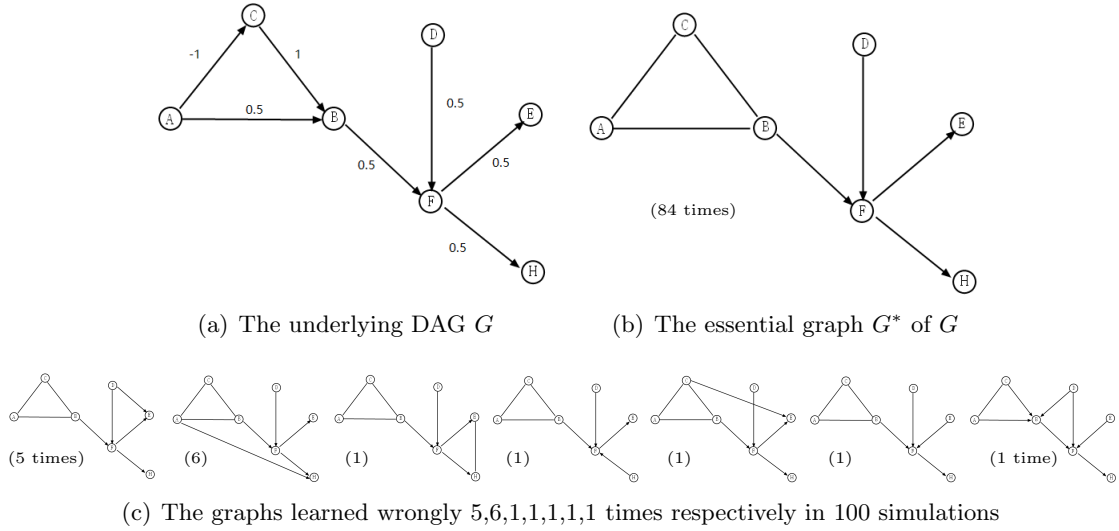 C
D
-1
1
0.5
0.5
A
B
E
0.5
0.5
F
0.5
H
C
D
A
B
E
(84 times)
F
H
(a) The underlying DAG G
(b) The essential graph G* of G
(5 times)
(6)
(1)
(1)
(1)
(1)
(1 time)
(c) The graphs learned wrongly 5,6,1,1,1,1,1 times respectively in 100 simulations